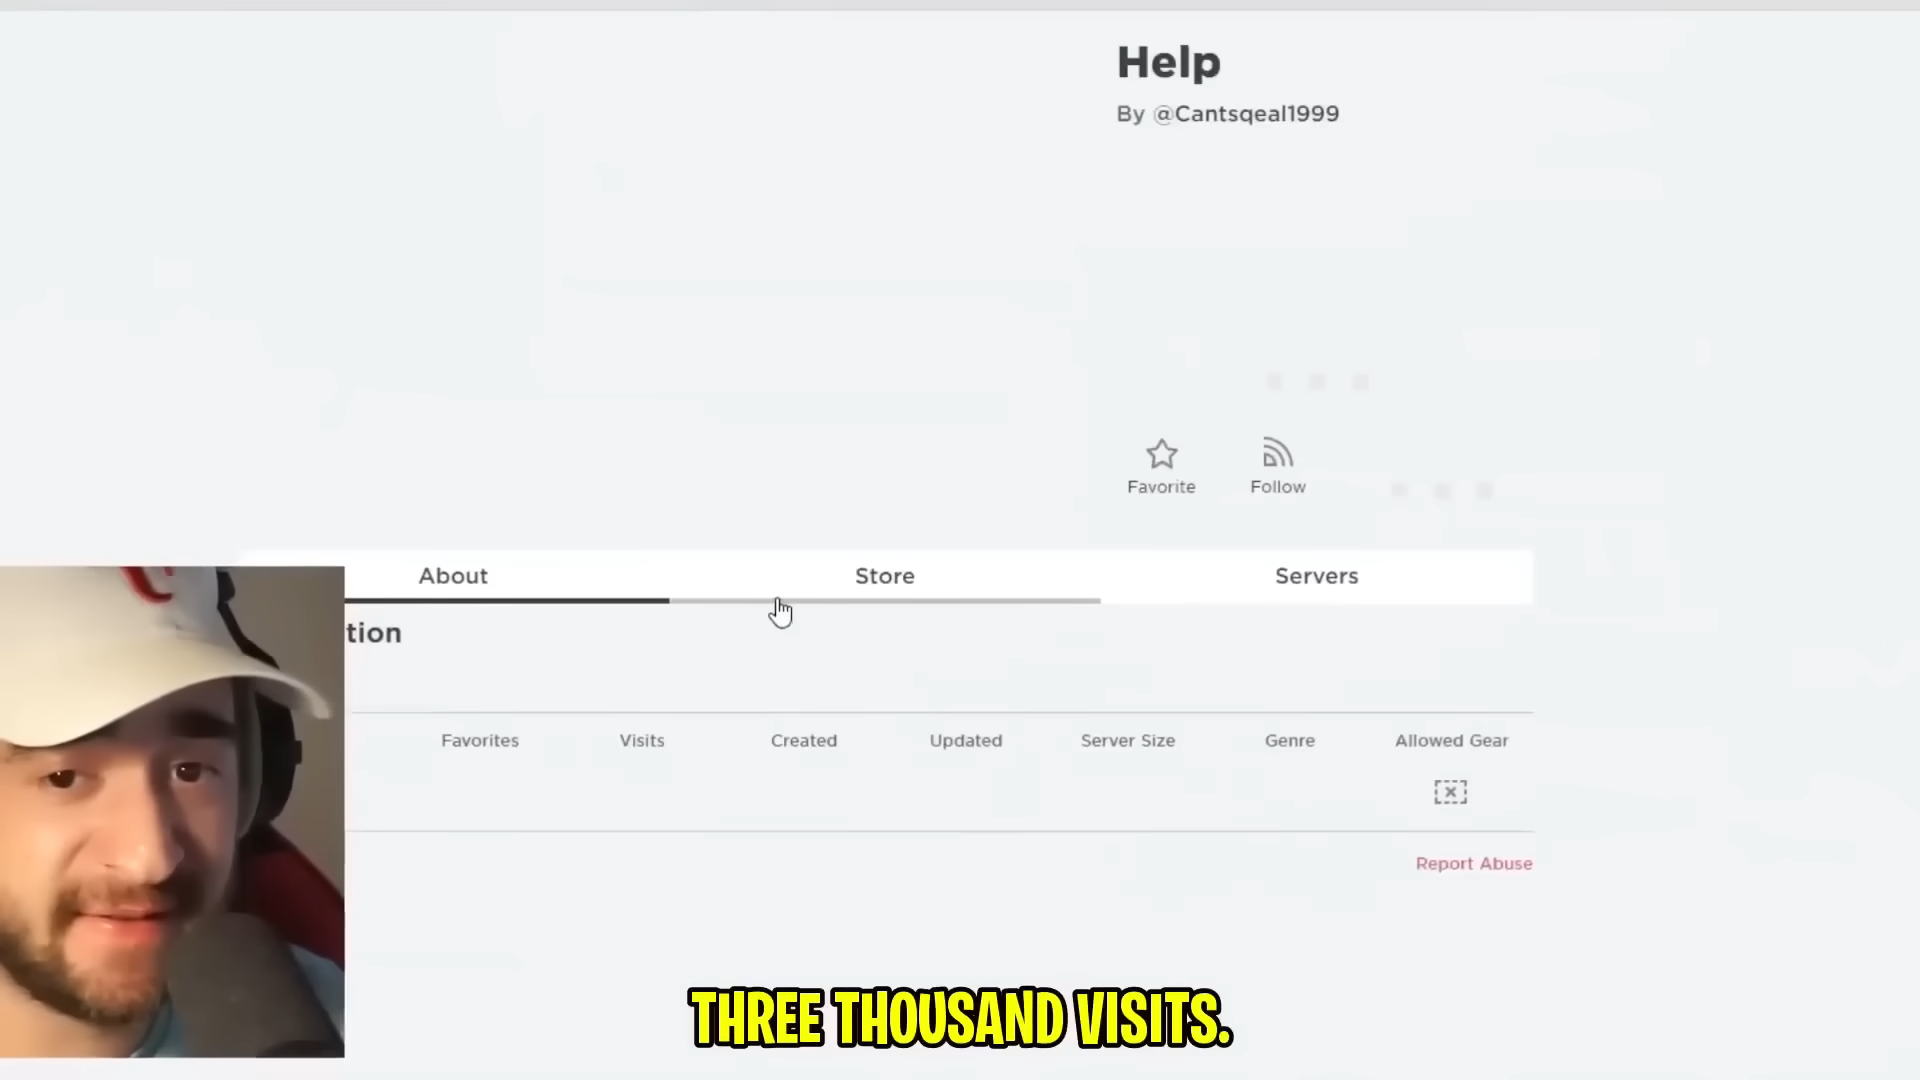 Help
By @Cantsqeal1999
Favorite
Follow
About
Store
Servers
tion
Favorites
Visits
Created
Updated
Server Size
Genre
Allowed Gear
Report Abuse
THREE THOUSAND VISITS.